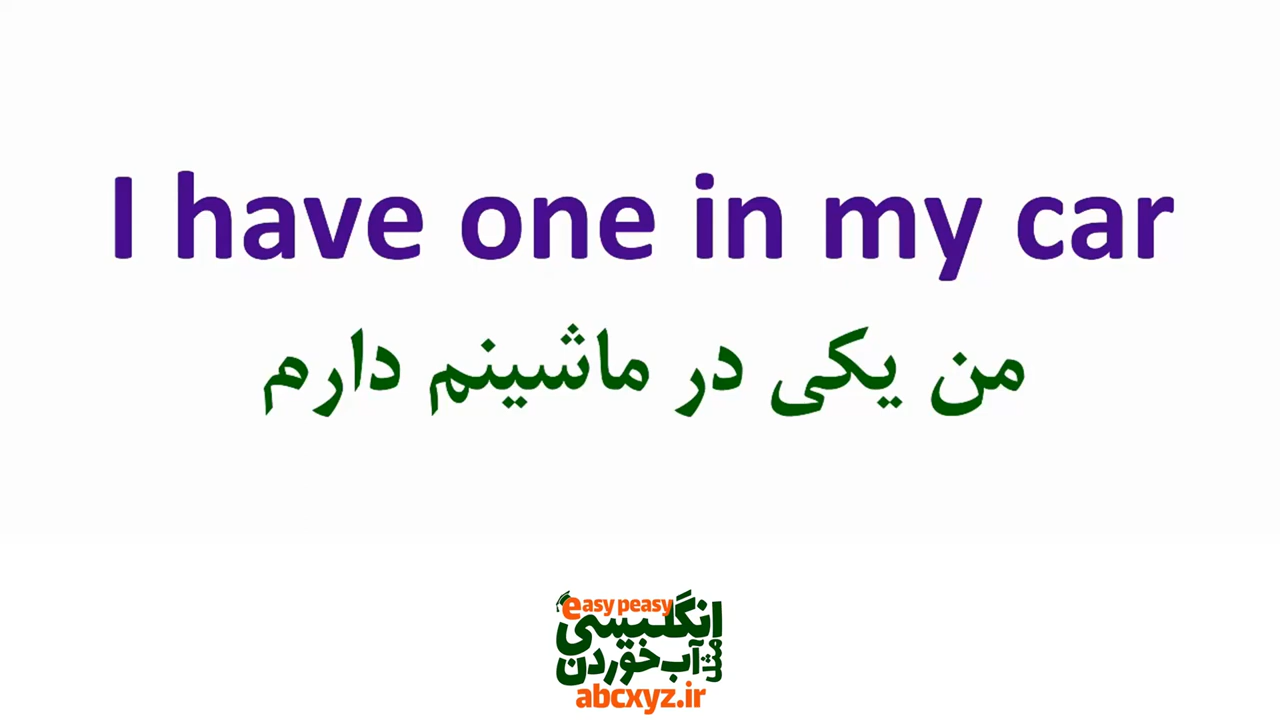 I have one in my car
من یکی در ماشینم دارم
easy peasy
انگلیسی
مثل
آب خوردن
abcxyz.ir